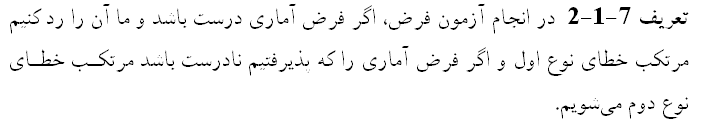 تعریف 7-1-2 در انجام آزمون فرض، اگر فرض آماری درست باشد و ما آن را رد کنیم
مرتکب خطای نوع اول و اگر فرض آماری را که پذیرفتیم نادرست باشد مرتکب خطای
نوع دوم می‌شویم.